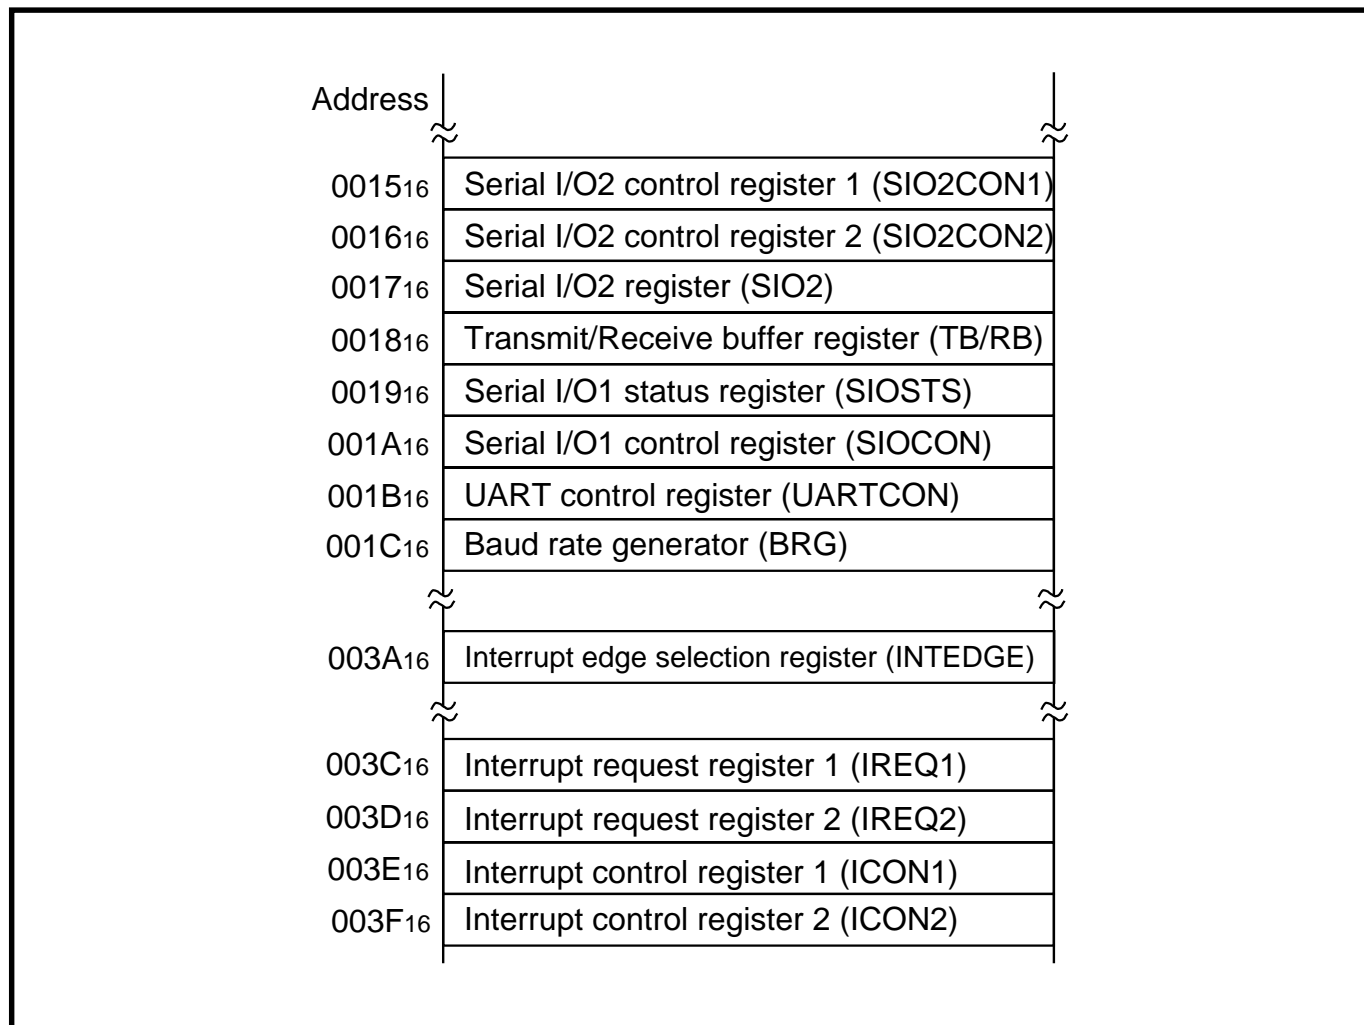 Address
0015₁₆ Serial I/O2 control register 1 (SIO2CON1)
0016₁₆ Serial I/O2 control register 2 (SIO2CON2)
0017₁₆ Serial I/O2 register (SIO2)
0018₁₆ Transmit/Receive buffer register (TB/RB)
0019₁₆ Serial I/O1 status register (SIOSTS)
001A₁₆ Serial I/O1 control register (SIOCON)
001B₁₆ UART control register (UARTCON)
001C₁₆ Baud rate generator (BRG)
003A₁₆ Interrupt edge selection register (INTEDGE)
003C₁₆ Interrupt request register 1 (IREQ1)
003D₁₆ Interrupt request register 2 (IREQ2)
003E₁₆ Interrupt control register 1 (ICON1)
003F₁₆ Interrupt control register 2 (ICON2)